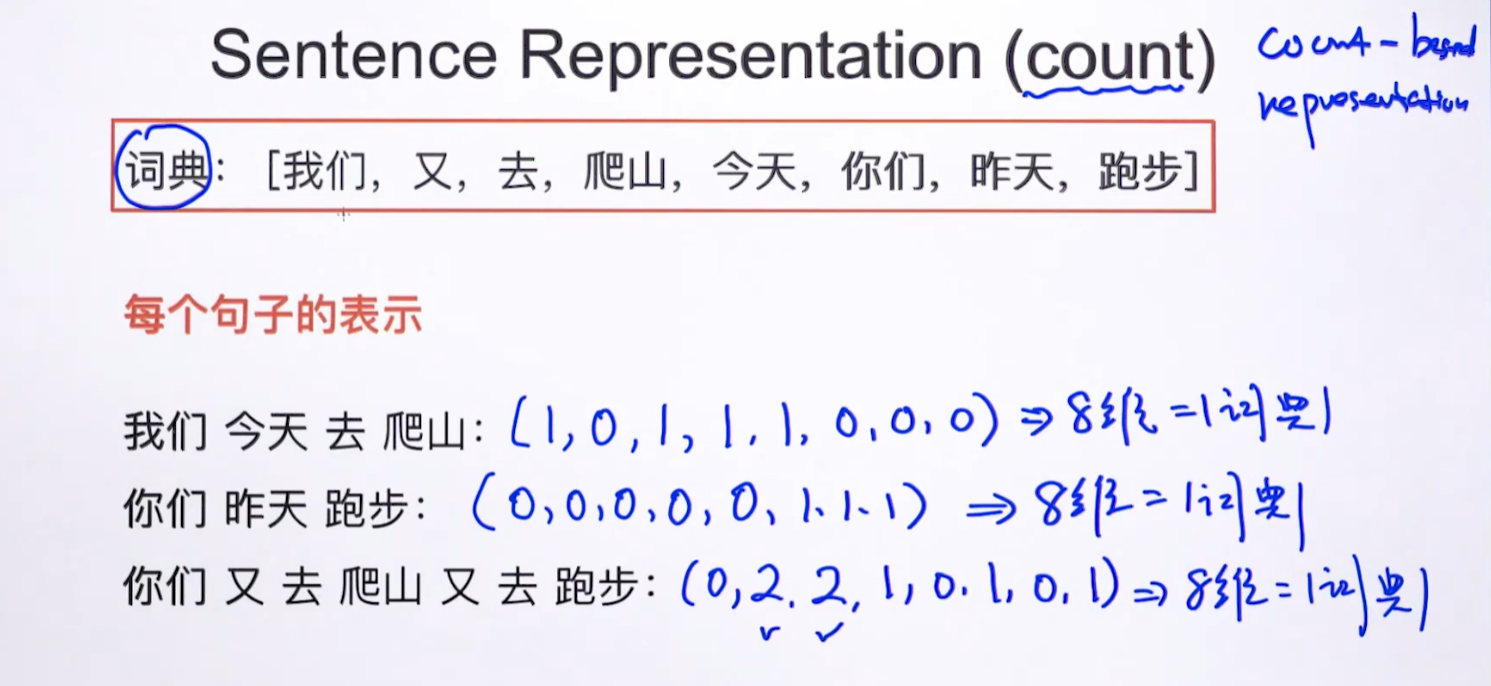 Sentence Representation (count)
count-based
representation
词典: [我们, 又, 去, 爬山, 今天, 你们, 昨天, 跑步]
每个句子的表示
我们 今天 去 爬山: (1, 0, 1, 1, 1, 0, 0, 0) ⇒ 8维 = |词典|
你们 昨天 跑步: (0, 0, 0, 0, 0, 1, 1, 1) ⇒ 8维 = |词典|
你们 又 去 爬山 又 去 跑步: (0, 2, 2, 1, 0, 1, 0, 1) ⇒ 8维 = |词典|